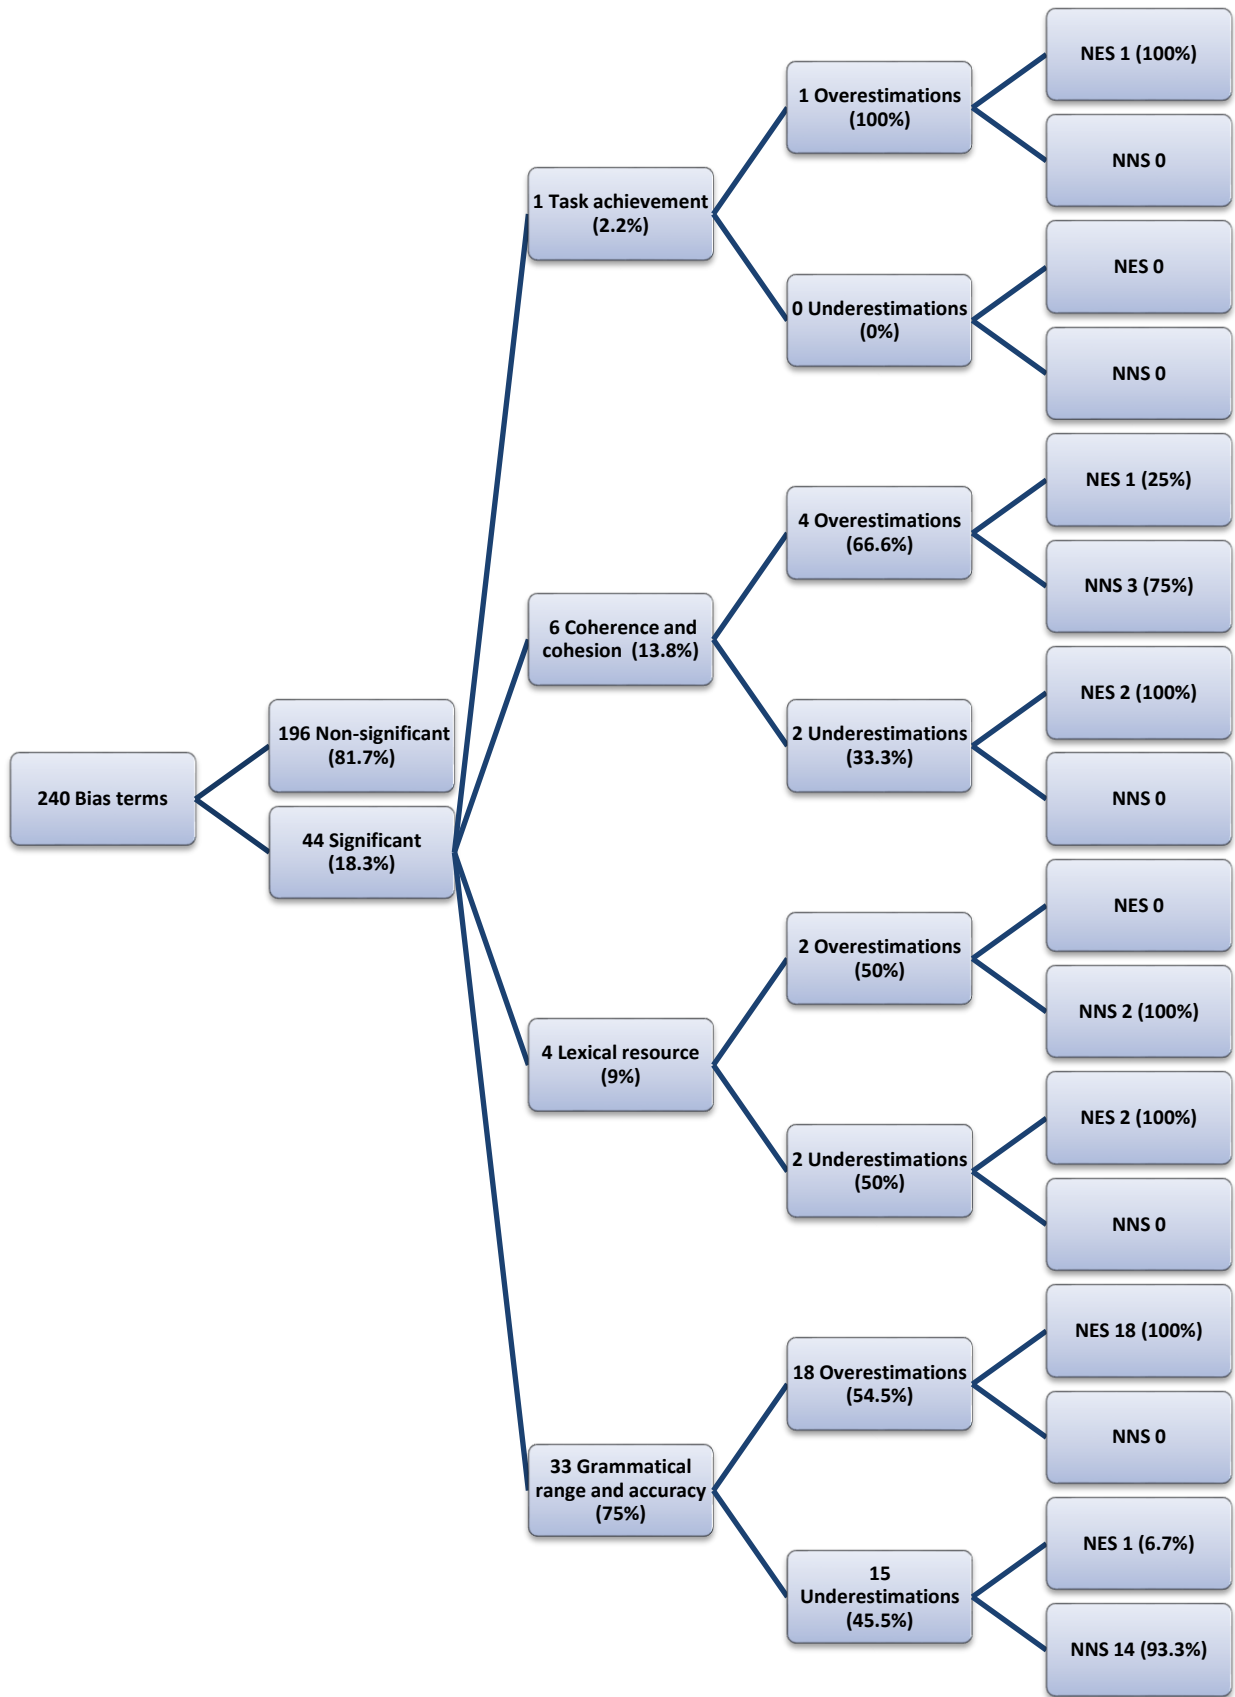 240 Bias terms
196 Non-significant
(81.7%)
44 Significant
(18.3%)
1 Task achievement
(2.2%)
1 Overestimations
(100%)
NES 1 (100%)
NNS 0
0 Underestimations
(0%)
NES 0
NNS 0
6 Coherence and
cohesion (13.8%)
4 Overestimations
(66.6%)
NES 1 (25%)
NNS 3 (75%)
2 Underestimations
(33.3%)
NES 2 (100%)
NNS 0
4 Lexical resource
(9%)
2 Overestimations
(50%)
NES 0
NNS 2 (100%)
2 Underestimations
(50%)
NES 2 (100%)
NNS 0
33 Grammatical
range and accuracy
(75%)
18 Overestimations
(54.5%)
NES 18 (100%)
NNS 0
15
Underestimations
(45.5%)
NES 1 (6.7%)
NNS 14 (93.3%)